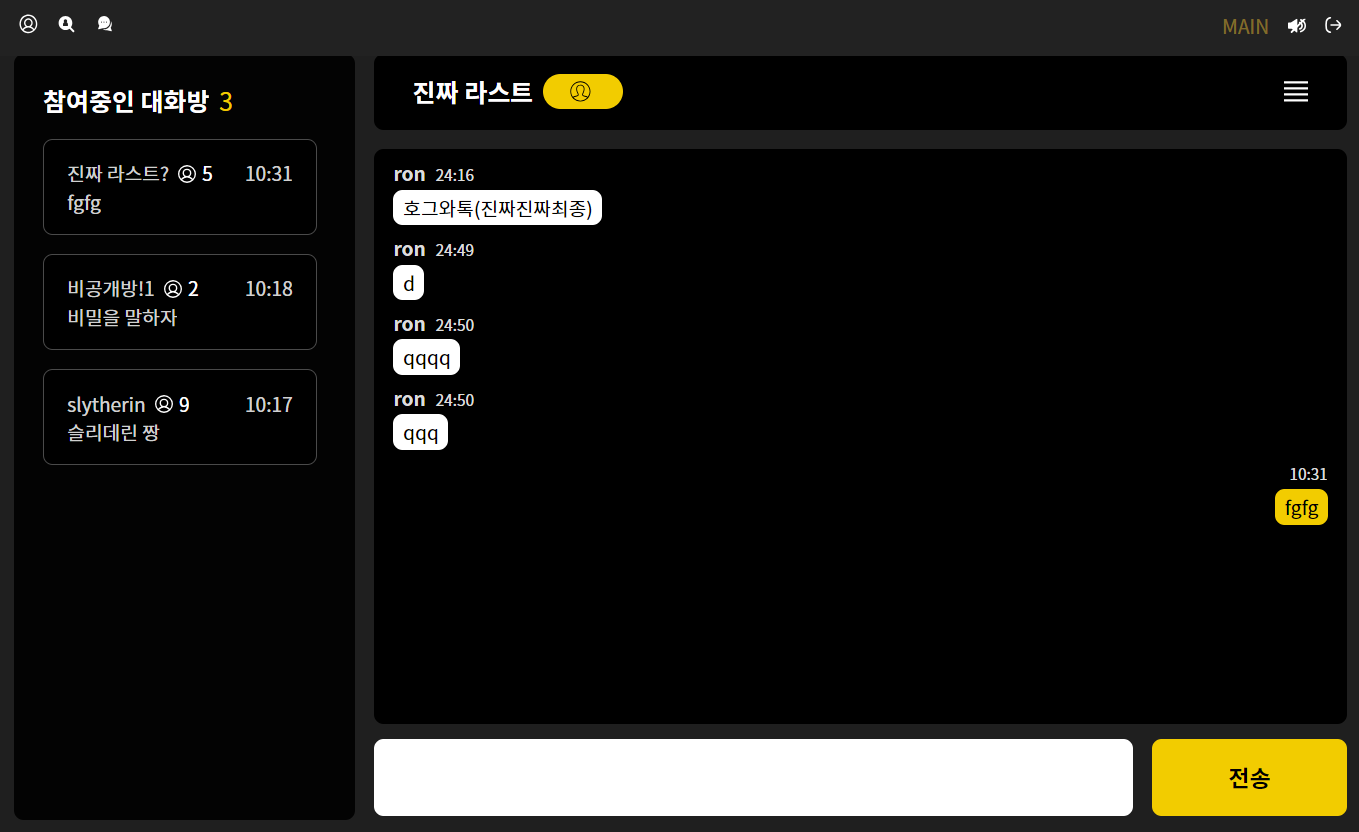 MAIN
참여중인 대화방 3
진짜 라스트? 5 10:31
fgfg
비공개방!1 2 10:18
비밀을 말하자
slytherin 9 10:17
슬리데린 짱
진짜 라스트
ron 24:16
호그와톡(진짜진짜최종)
ron 24:49
d
ron 24:50
qqqq
ron 24:50
qqq
10:31
fgfg
전송